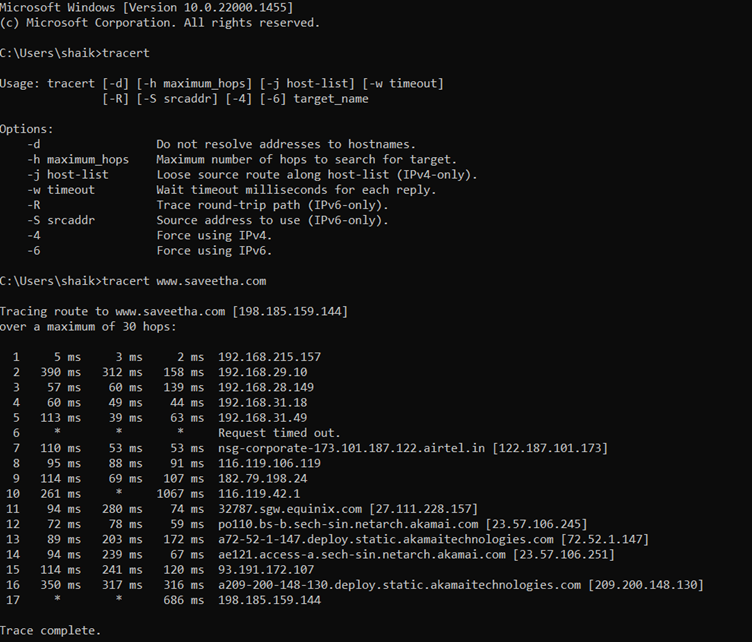 Microsoft Windows [Version 10.0.22000.1455]
(c) Microsoft Corporation. All rights reserved.

C:\Users\shaik>tracert

Usage: tracert [-d] [-h maximum_hops] [-j host-list] [-w timeout]
               [-R] [-S srcaddr] [-4] [-6] target_name

Options:
    -d                 Do not resolve addresses to hostnames.
    -h maximum_hops    Maximum number of hops to search for target.
    -j host-list       Loose source route along host-list (IPv4-only).
    -w timeout         Wait timeout milliseconds for each reply.
    -R                 Trace round-trip path (IPv6-only).
    -S srcaddr         Source address to use (IPv6-only).
    -4                 Force using IPv4.
    -6                 Force using IPv6.

C:\Users\shaik>tracert www.saveetha.com

Tracing route to www.saveetha.com [198.185.159.144]
over a maximum of 30 hops:

  1     5 ms     3 ms     2 ms  192.168.215.157
  2   390 ms   312 ms   158 ms  192.168.29.10
  3    57 ms    60 ms   139 ms  192.168.28.149
  4    60 ms    49 ms    44 ms  192.168.31.18
  5   113 ms    39 ms    63 ms  192.168.31.49
  6     *        *        *     Request timed out.
  7   110 ms    53 ms    53 ms  nsg-corporate-173.101.187.122.airtel.in [122.187.101.173]
  8    95 ms    88 ms    91 ms  116.119.106.119
  9   114 ms    69 ms   107 ms  182.79.198.24
 10   261 ms     *     1067 ms  116.119.42.1
 11    94 ms   280 ms    74 ms  32787.sgw.equinix.com [27.111.228.157]
 12    72 ms    78 ms    59 ms  po110.bs-b.sech-sin.netarch.akamai.com [23.57.106.245]
 13    89 ms   203 ms   172 ms  a72-52-1-147.deploy.static.akamaitechnologies.com [72.52.1.147]
 14    94 ms   239 ms    67 ms  ae121.access-a.sech-sin.netarch.akamai.com [23.57.106.251]
 15   114 ms   241 ms   120 ms  93.191.172.107
 16   350 ms   317 ms   316 ms  a209-200-148-130.deploy.static.akamaitechnologies.com [209.200.148.130]
 17     *        *      686 ms  198.185.159.144

Trace complete.